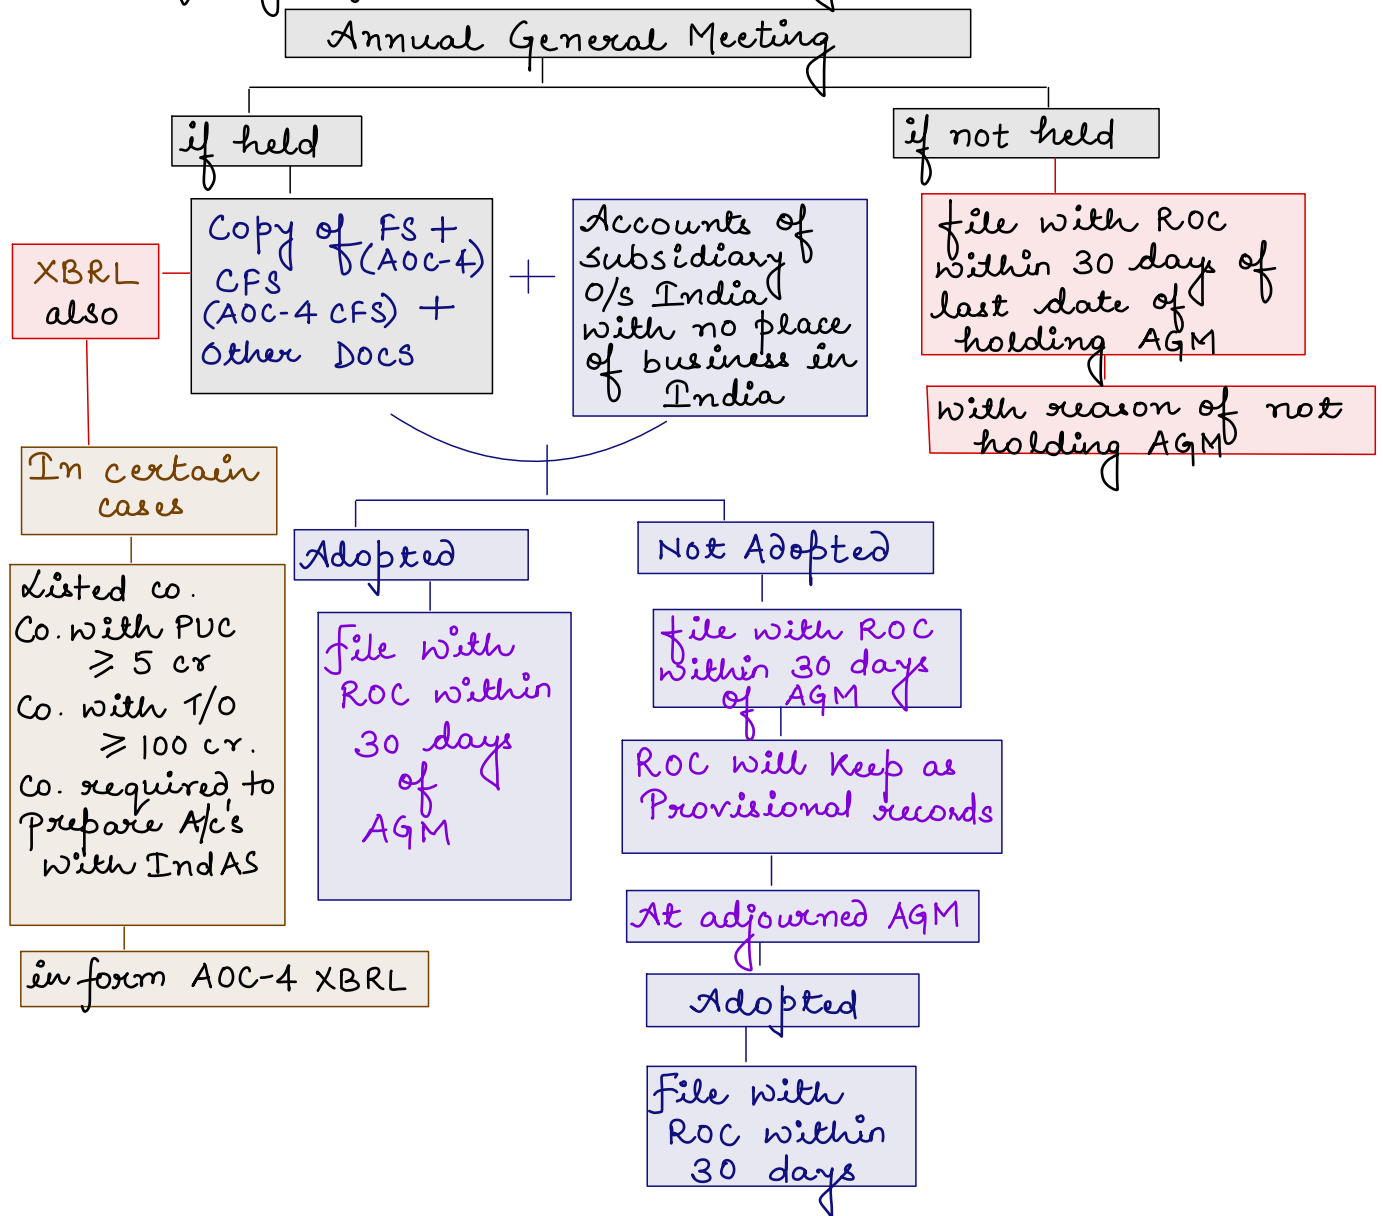 Annual General Meeting
if held
if not held
Copy of FS +
(AOC-4)
CFS
(AOC-4 CFS) +
Other DOCS
+
Accounts of
subsidiary
O/S India
with no place
of business in
India
file with ROC
within 30 days of
last date of
holding AGM
with reason of not
holding AGM
XBRL
also
In certain
cases
Listed co.
Co. with PUC
≥ 5 cr
Co. with T/O
≥ 100 cr.
Co. required to
Prepare A/c's
with IndAS
in form AOC-4 XBRL
Adopted
File with
ROC within
30 days
of
AGM
Not Adopted
file with ROC
within 30 days
of AGM
ROC will Keep as
Provisional records
At adjourned AGM
Adopted
File with
ROC within
30 days